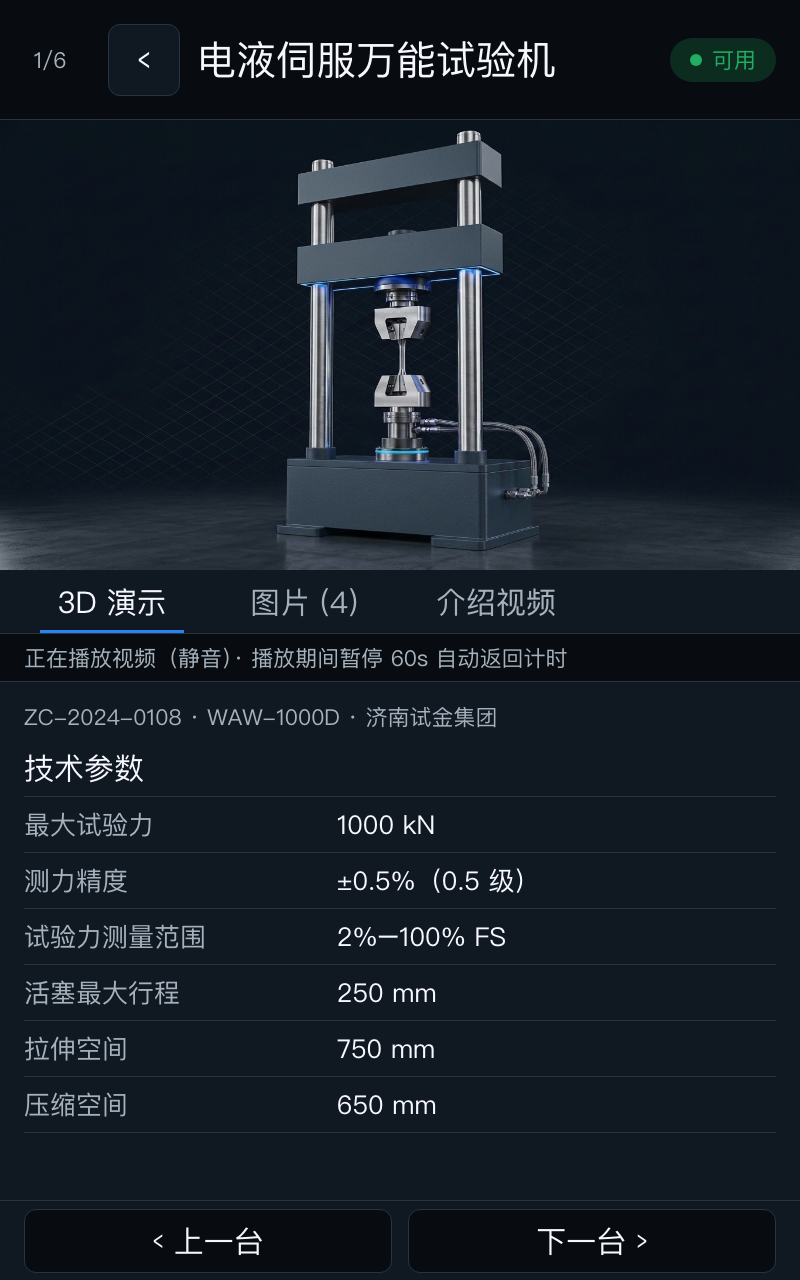 1/6
<
电液伺服万能试验机
可用
3D 演示
图片 (4)
介绍视频
正在播放视频（静音）· 播放期间暂停 60s 自动返回计时
ZC-2024-0108 · WAW-1000D · 济南试金集团
技术参数
最大试验力 1000 kN
测力精度 ±0.5%（0.5 级）
试验力测量范围 2%–100% FS
活塞最大行程 250 mm
拉伸空间 750 mm
压缩空间 650 mm
‹ 上一台
下一台 ›